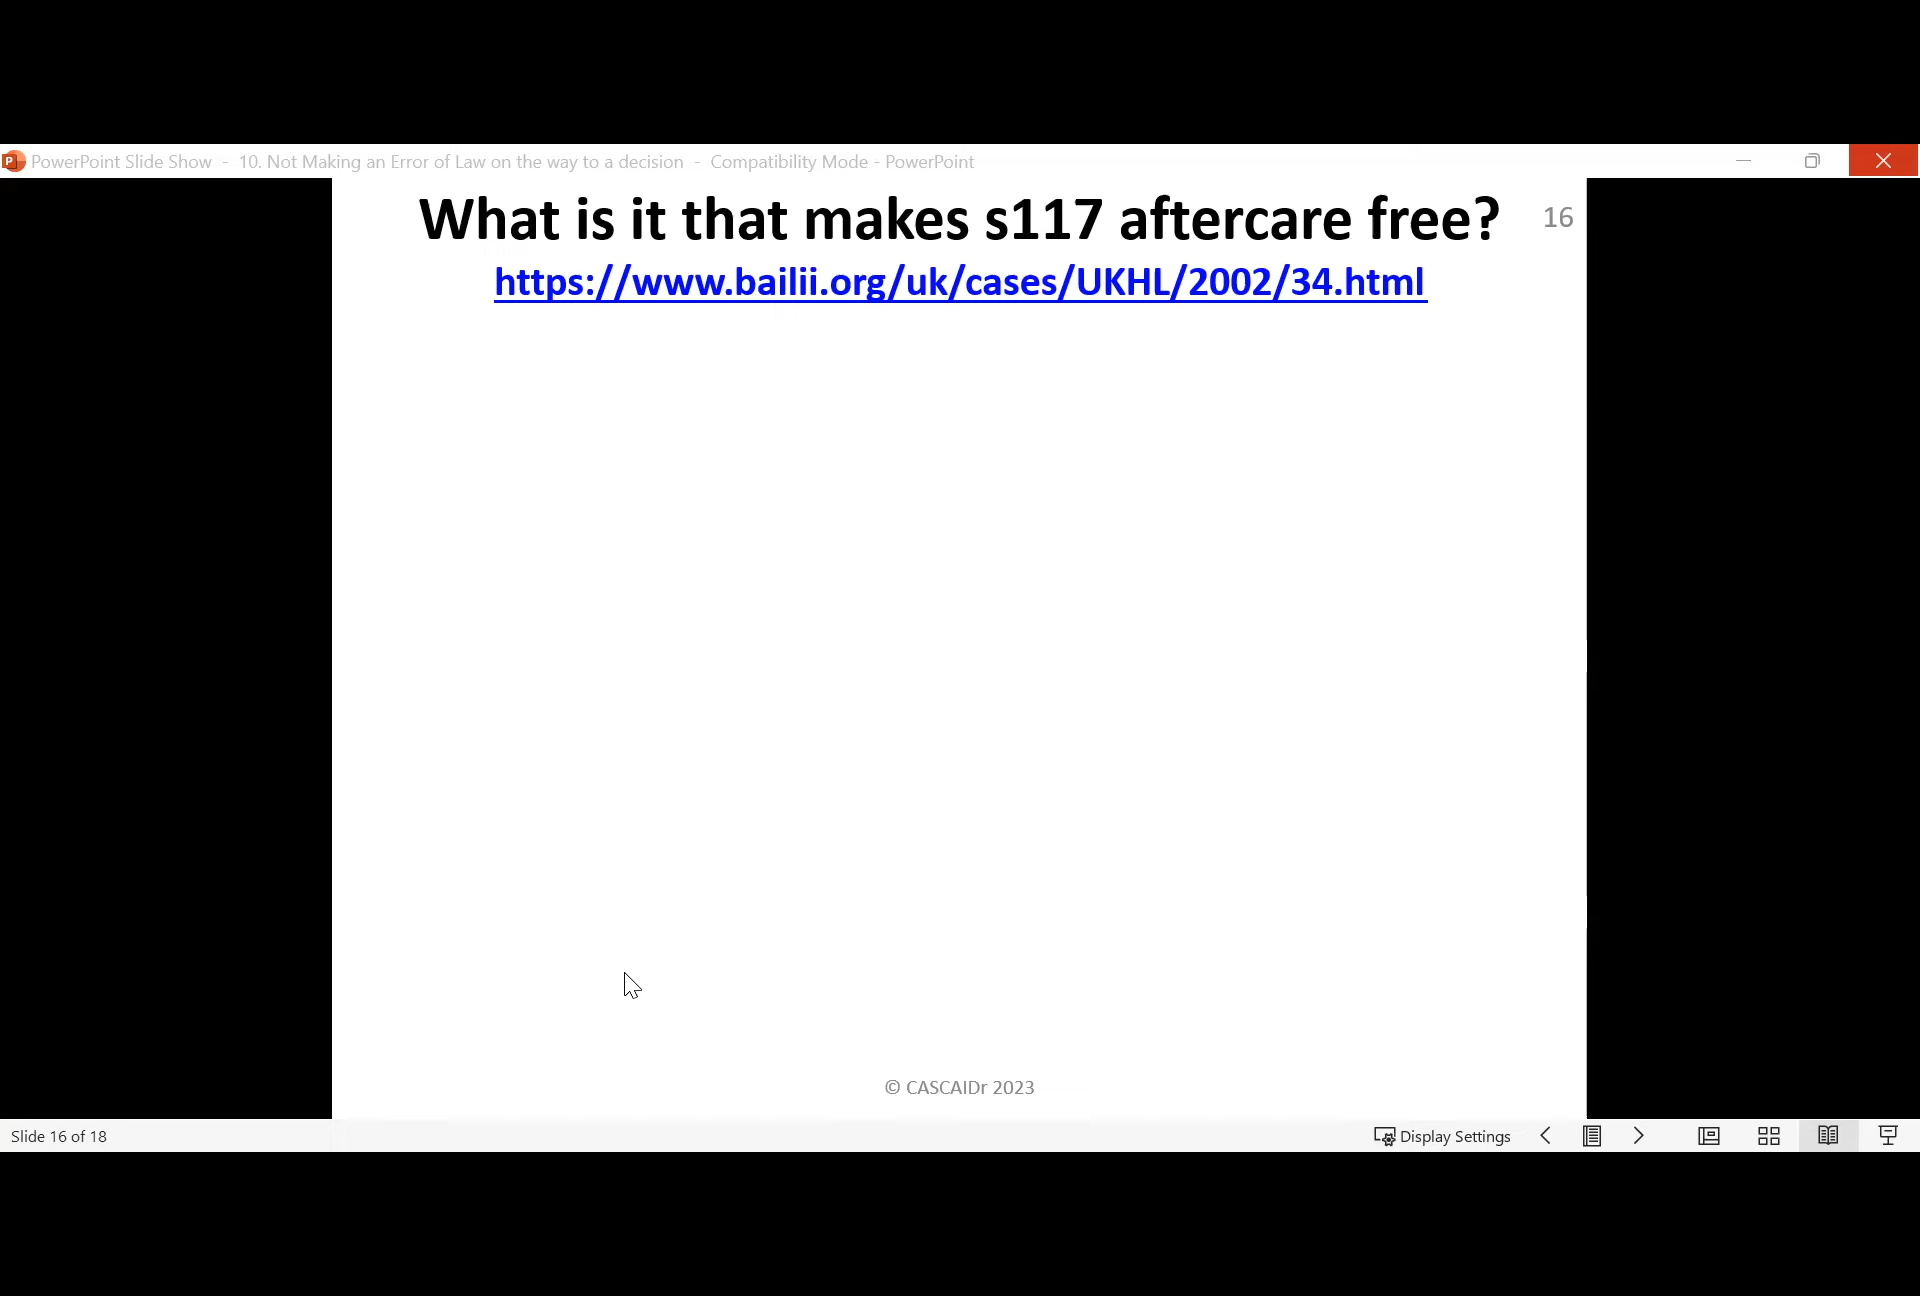 PowerPoint Slide Show - 10. Not Making an Error of Law on the way to a decision - Compatibility Mode - PowerPoint
What is it that makes s117 aftercare free?
16
https://www.bailii.org/uk/cases/UKHL/2002/34.html
© CASCAIDr 2023
Slide 16 of 18
Display Settings